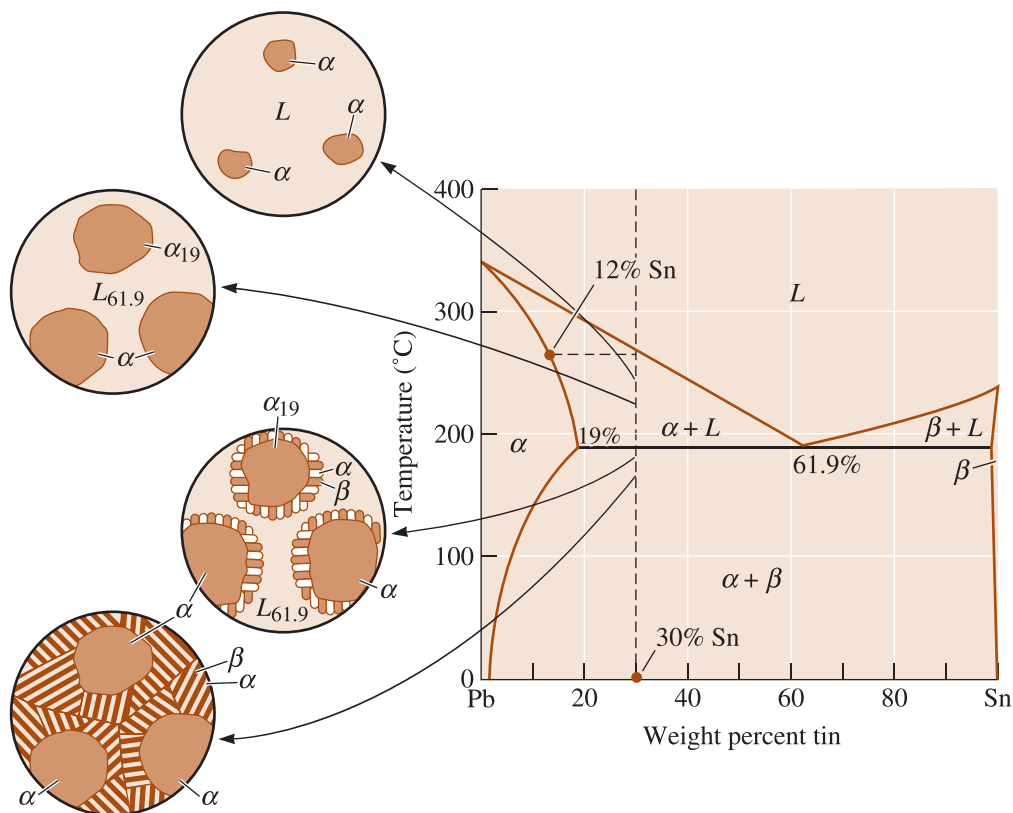 α
L
α
α
α19
L61.9
α
α19
α
β
α
L61.9
α
β
α
α
α
Temperature (°C)
400
300
200
100
0
12% Sn
L
α
19%
α + L
61.9%
β + L
β
α + β
30% Sn
Pb 20 40 60 80 Sn
Weight percent tin